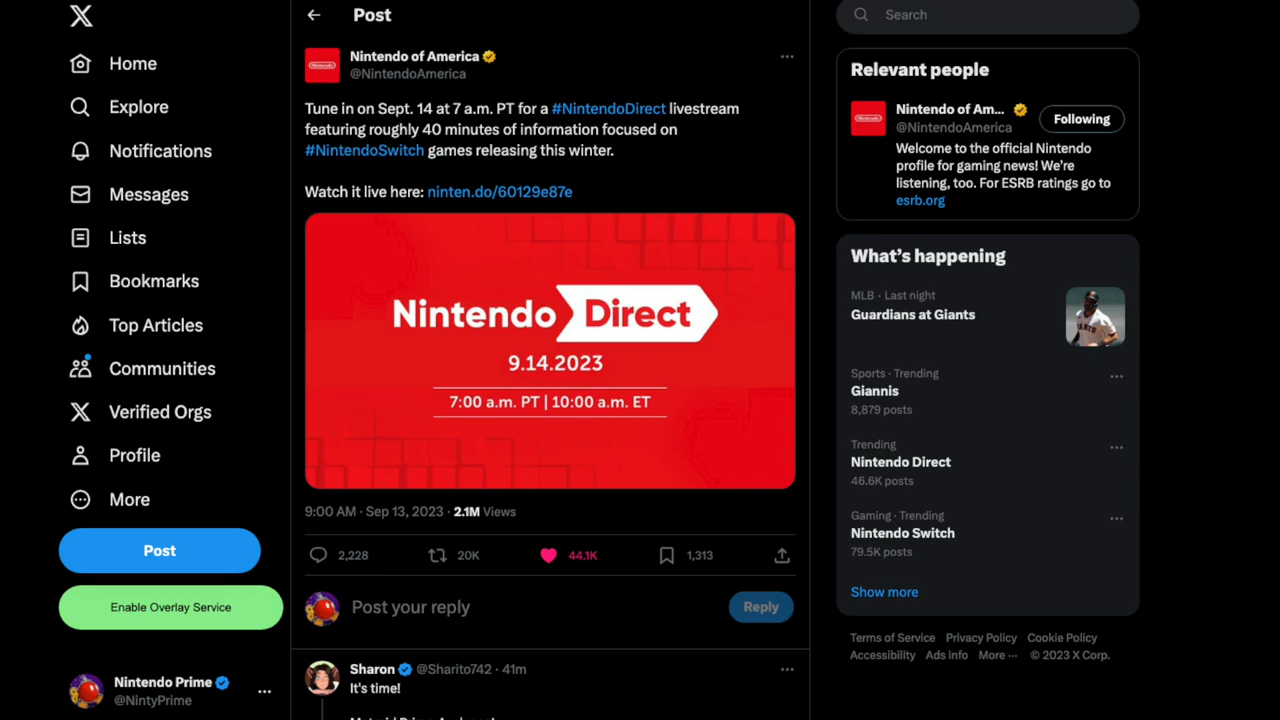 Home
Explore
Notifications
Messages
Lists
Bookmarks
Top Articles
Communities
Verified Orgs
Profile
More
Post
Enable Overlay Service
Nintendo Prime
@NintyPrime
Post
Nintendo of America
@NintendoAmerica
Tune in on Sept. 14 at 7 a.m. PT for a #NintendoDirect livestream
featuring roughly 40 minutes of information focused on
#NintendoSwitch games releasing this winter.
Watch it live here: ninten.do/60129e87e
Nintendo Direct
9.14.2023
7:00 a.m. PT | 10:00 a.m. ET
9:00 AM · Sep 13, 2023 · 2.1M Views
2,228 20K 44.1K 1,313
Post your reply
Reply
Sharon @Sharito742 · 41m
It's time!
Search
Relevant people
Nintendo of Am...
@NintendoAmerica
Following
Welcome to the official Nintendo
profile for gaming news! We're
listening, too. For ESRB ratings go to
esrb.org
What's happening
MLB · Last night
Guardians at Giants
Sports · Trending
Giannis
8,879 posts
Trending
Nintendo Direct
46.6K posts
Gaming · Trending
Nintendo Switch
79.5K posts
Show more
Terms of Service Privacy Policy Cookie Policy
Accessibility Ads info More ··· © 2023 X Corp.